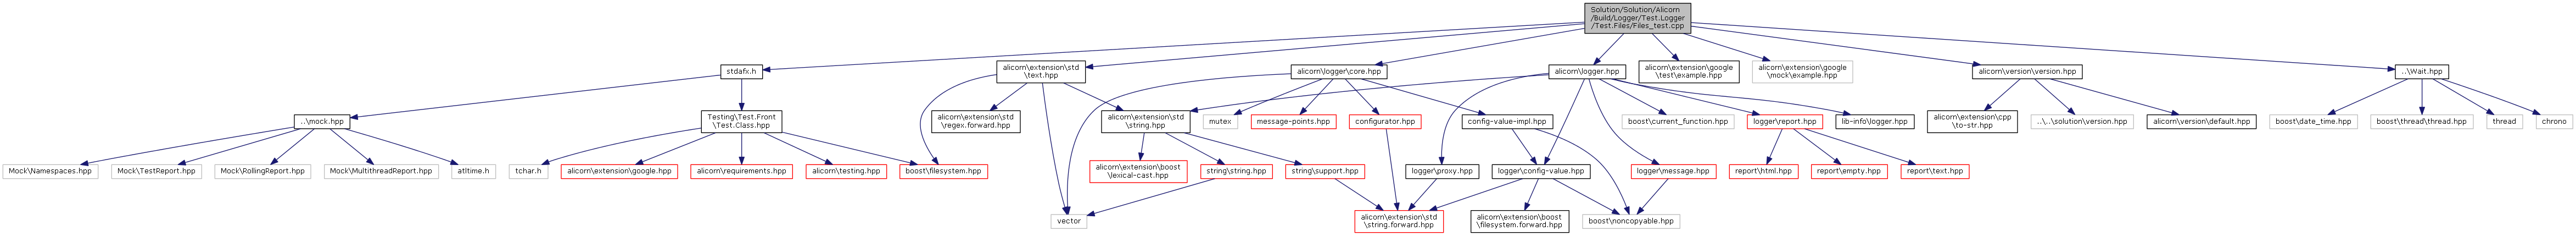 Solution/Solution/Alicorn
/Build/Logger/Test.Logger
/Test.Files/Files_test.cpp
stdafx.h
alicorn\extension\std
\text.hpp
alicorn\logger\core.hpp
alicorn\logger.hpp
alicorn\extension\google
\test\example.hpp
alicorn\extension\google
\mock\example.hpp
alicorn\version\version.hpp
..\Wait.hpp
..\mock.hpp
Testing\Test.Front
\Test.Class.hpp
alicorn\extension\std
\regex.forward.hpp
alicorn\extension\std
\string.hpp
mutex
message-points.hpp
configurator.hpp
config-value-impl.hpp
boost\current_function.hpp
logger\report.hpp
lib-info\logger.hpp
alicorn\extension\cpp
\to-str.hpp
..\..\solution\version.hpp
alicorn\version\default.hpp
boost\date_time.hpp
boost\thread\thread.hpp
thread
chrono
Mock\Namespaces.hpp
Mock\TestReport.hpp
Mock\RollingReport.hpp
Mock\MultithreadReport.hpp
atltime.h
tchar.h
alicorn\extension\google.hpp
alicorn\requirements.hpp
alicorn\testing.hpp
boost\filesystem.hpp
alicorn\extension\boost
\lexical-cast.hpp
string\string.hpp
string\support.hpp
logger\proxy.hpp
logger\config-value.hpp
logger\message.hpp
report\html.hpp
report\empty.hpp
report\text.hpp
vector
alicorn\extension\std
\string.forward.hpp
alicorn\extension\boost
\filesystem.forward.hpp
boost\noncopyable.hpp